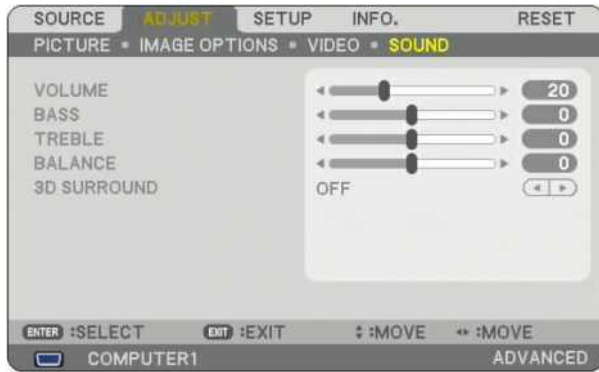 SOURCE ADJUST SETUP INFO. RESET
PICTURE • IMAGE OPTIONS • VIDEO • SOUND
VOLUME 20
BASS 0
TREBLE 0
BALANCE 0
3D SURROUND OFF
ENTER :SELECT EXIT :EXIT :MOVE :MOVE
COMPUTER1 ADVANCED